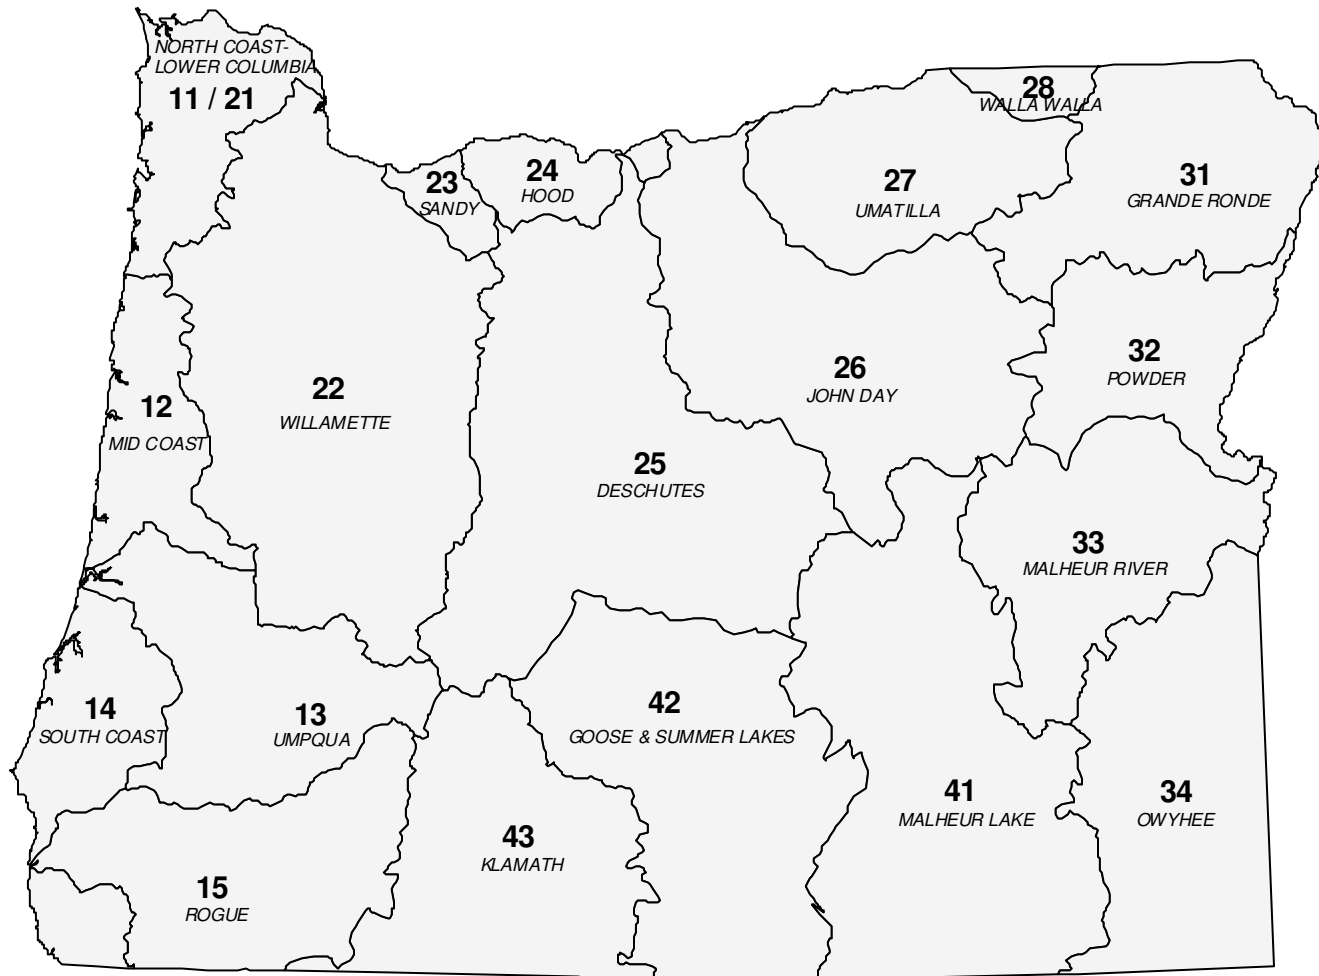 NORTH COAST-
LOWER COLUMBIA
11 / 21
28
WALLA WALLA
23
SANDY
24
HOOD
27
UMATILLA
31
GRANDE RONDE
22
WILLAMETTE
12
MID COAST
26
JOHN DAY
32
POWDER
25
DESCHUTES
33
MALHEUR RIVER
14
SOUTH COAST
13
UMPQUA
42
GOOSE & SUMMER LAKES
41
MALHEUR LAKE
34
OWYHEE
43
KLAMATH
15
ROGUE